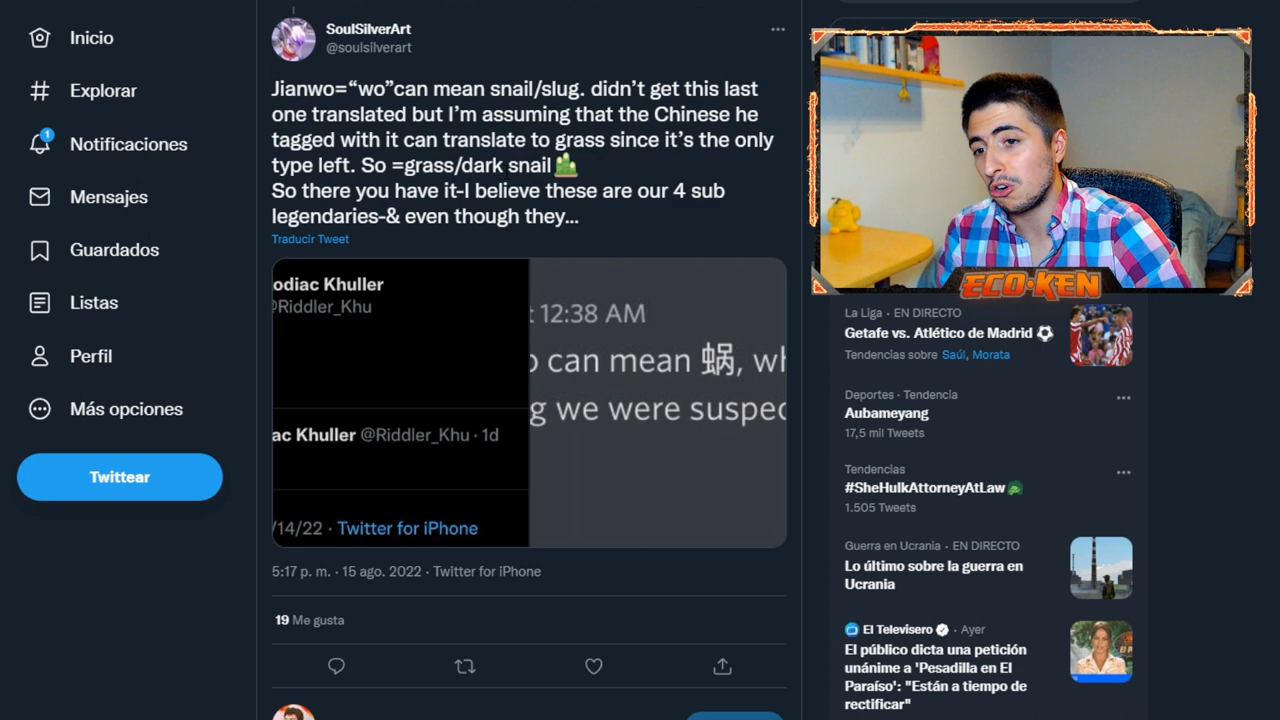 Inicio
Explorar
1
Notificaciones
Mensajes
Guardados
Listas
Perfil
Más opciones
Twittear
SoulSilverArt
@soulsilverart
Jianwo=“wo”can mean snail/slug. didn’t get this last
one translated but I’m assuming that the Chinese he
tagged with it can translate to grass since it’s the only
type left. So =grass/dark snail
So there you have it-I believe these are our 4 sub
legendaries-& even though they...
Traducir Tweet
odiac Khuller
Riddler_Khu
ac Khuller @Riddler_Khu · 1d
/14/22 · Twitter for iPhone
12:38 AM
can mean 蜗, wh
g we were suspec
5:17 p. m. · 15 ago. 2022 · Twitter for iPhone
19 Me gusta
ECO·KEN
La Liga · EN DIRECTO
Getafe vs. Atlético de Madrid
Tendencias sobre Saúl, Morata
Deportes · Tendencia
Aubameyang
17,5 mil Tweets
Tendencias
#SheHulkAttorneyAtLaw
1.505 Tweets
Guerra en Ucrania · EN DIRECTO
Lo último sobre la guerra en
Ucrania
El Televisero · Ayer
El público dicta una petición
unánime a 'Pesadilla en El
Paraíso': "Están a tiempo de
rectificar"